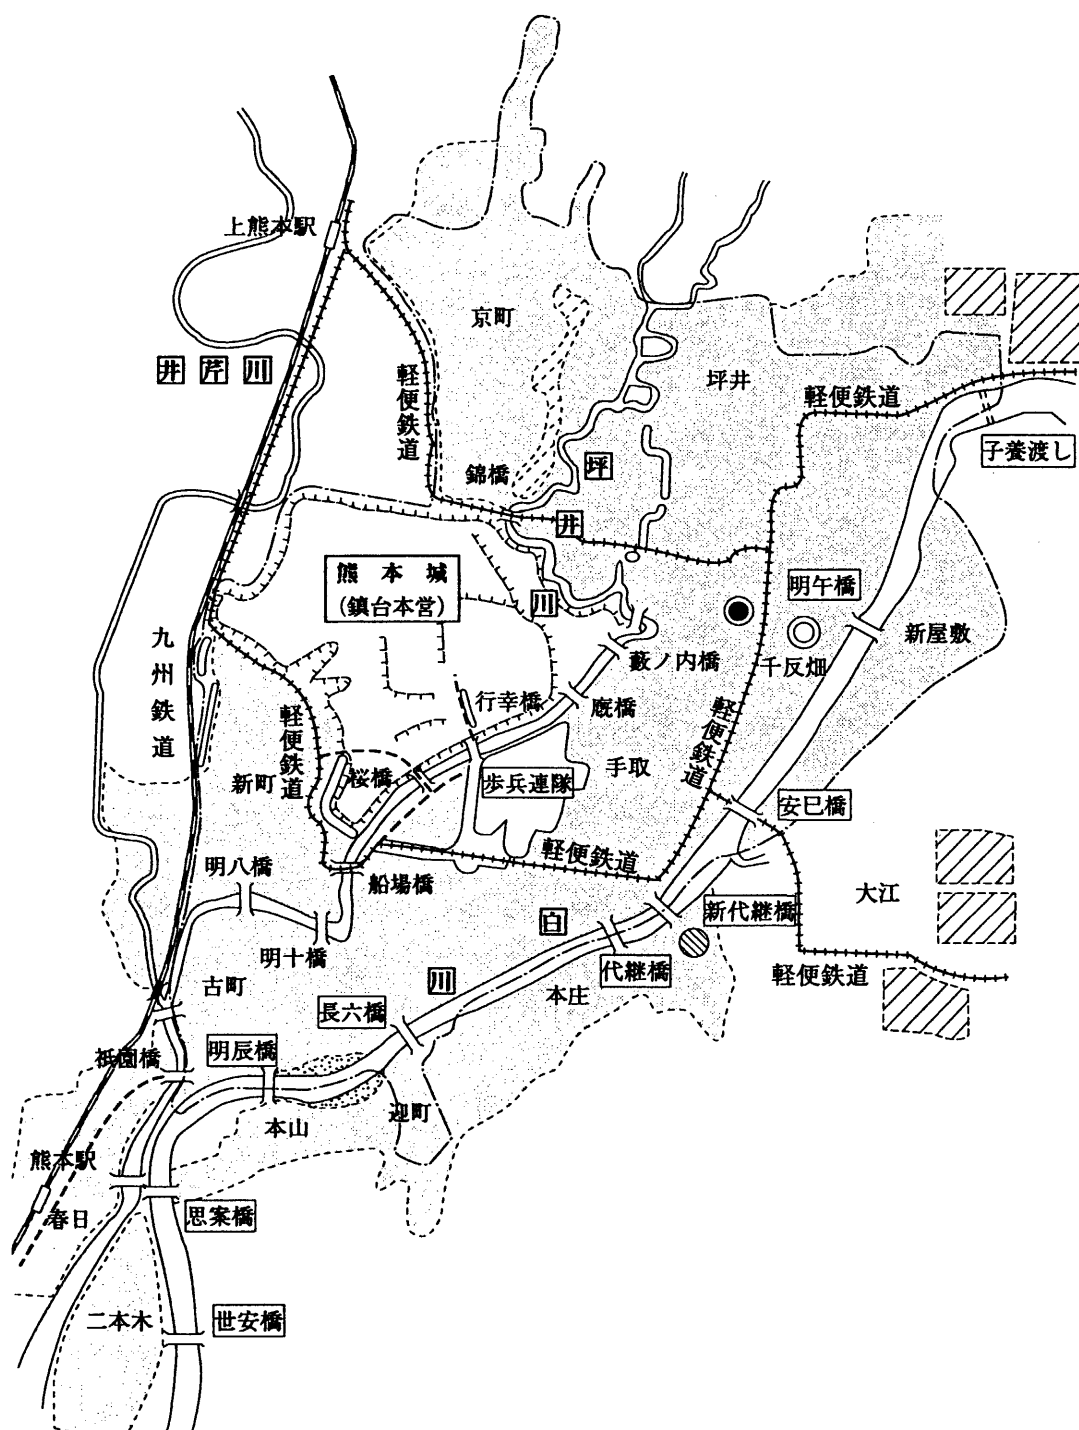 上熊本駅
京町
井芹川
坪井
軽便鉄道
軽便鉄道
子養渡し
錦橋
坪
井
川
熊本城
(鎮台本営)
明午橋
九州鉄道
新屋敷
藪ノ内橋
千反畑
行幸橋
厩橋
軽便鉄道
軽便鉄道
新町
桜橋
歩兵連隊
手取
安巳橋
軽便鉄道
明八橋
船場橋
大江
新代継橋
白
川
明十橋
代継橋
軽便鉄道
古町
本庄
長六橋
祇園橋
明辰橋
迎町
本山
熊本駅
春日
思案橋
二本木
世安橋